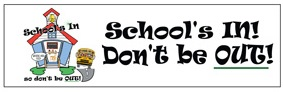 School's In
so don't be OUT!
School's IN!
Don't be OUT!